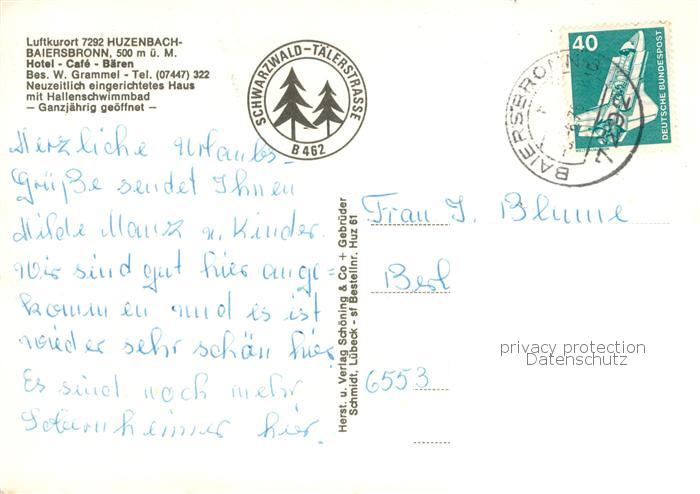 Luftkurort 7292 HUZENBACH-
BAIERSBRONN, 500 m ü. M.
Hotel - Café - Bären
Bes. W. Grammel - Tel. (07447) 322
Neuzeitlich eingerichtetes Haus
mit Hallenschwimmbad
— Ganzjährig geöffnet —
SCHWARZWALD-TÄLERSTRASSE
B 462
40
DEUTSCHE BUNDESPOST
7292 BAIERSBRONN
Herzliche Urlaubs-
Grüße sendet Ihnen
Hilde Manz u. Kinder.
Wir sind gut hier ange=
kommen und es ist
wieder sehr schön hier.
Es sind noch mehr
Sobernheimer hier.
Herst. u. Verlag Schöning & Co + Gebrüder
Schmidt, Lübeck - sf Bestellnr. Huz 61
Frau I. Blume
6553
privacy protection
Datenschutz